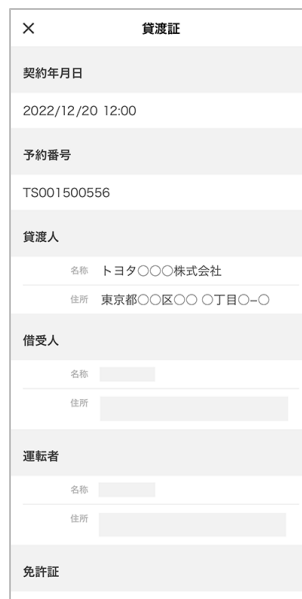 ×
貸渡証
契約年月日
2022/12/20 12:00
予約番号
TS001500556
貸渡人
名称 トヨタ○○○株式会社
住所 東京都○○区○○ ○丁目○−○
借受人
名称
住所
運転者
名称
住所
免許証